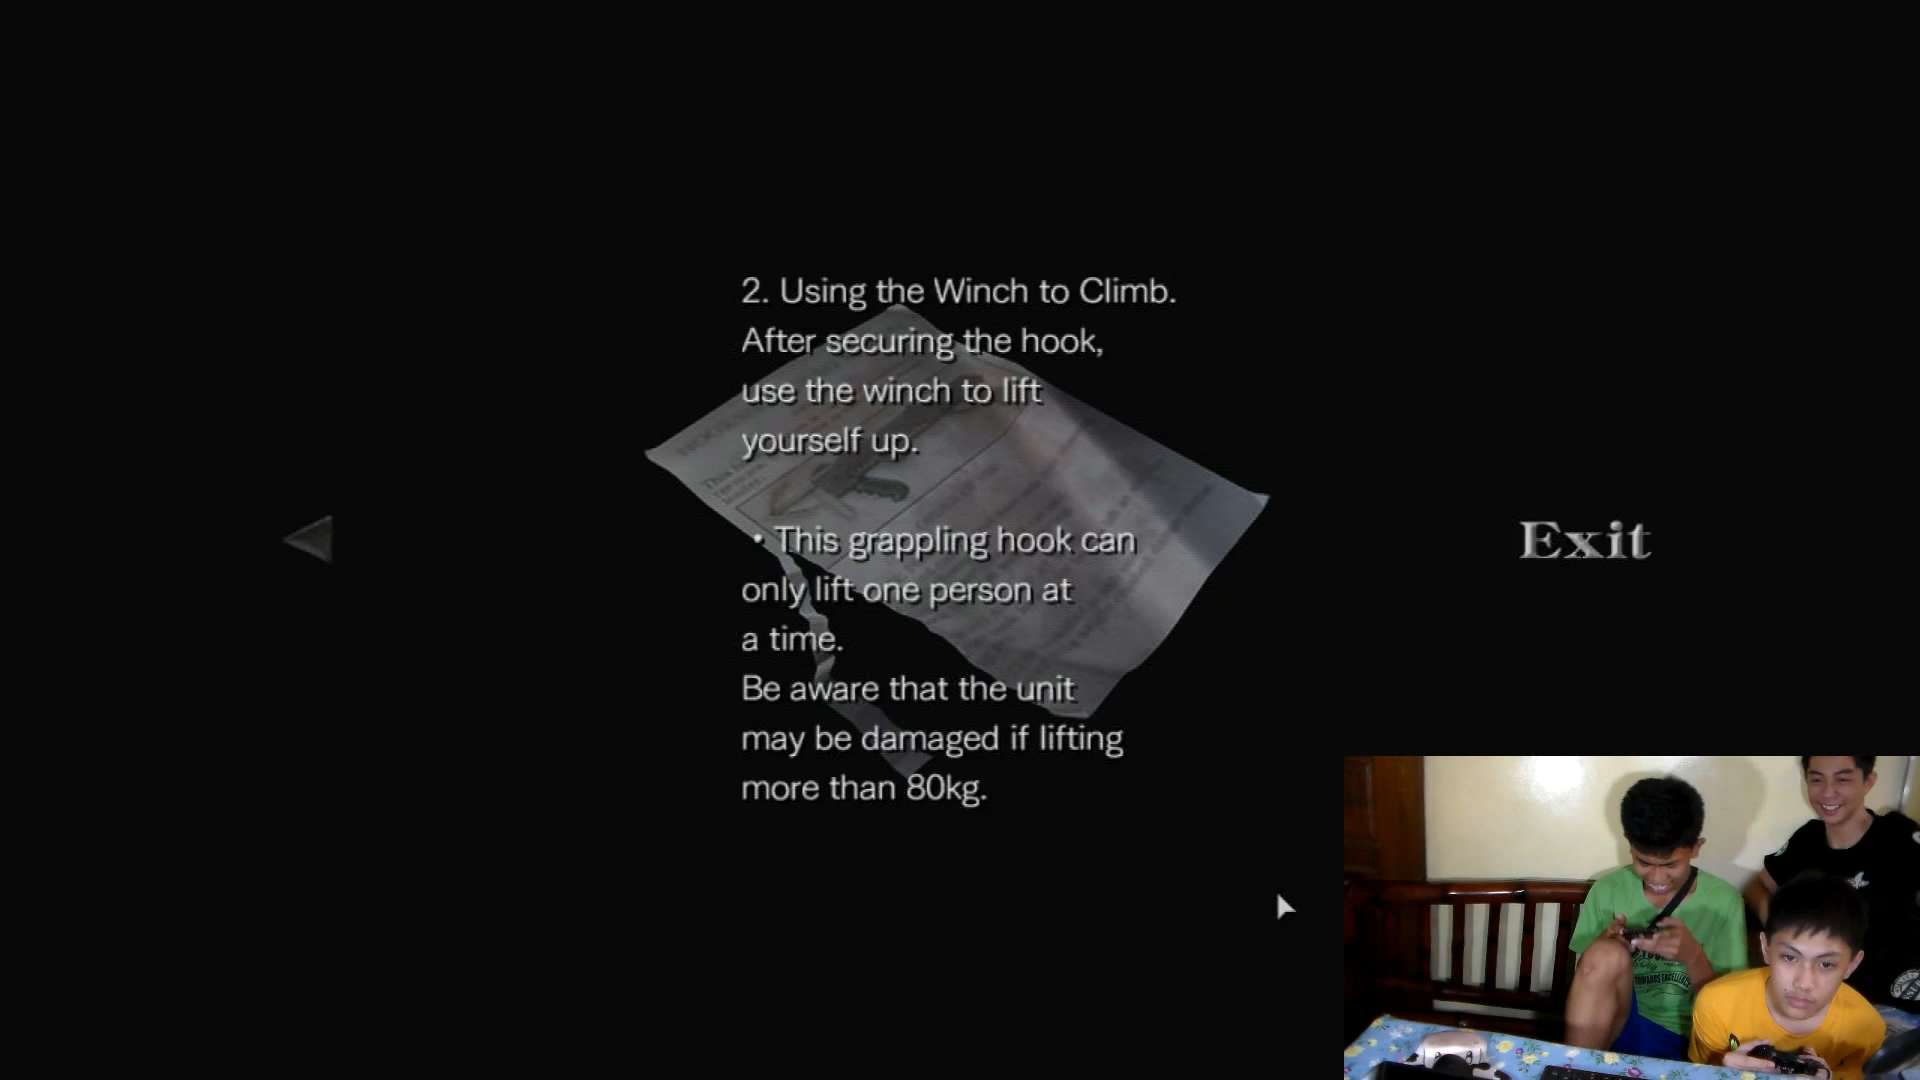 2. Using the Winch to Climb.
After securing the hook,
use the winch to lift
yourself up.
• This grappling hook can
only lift one person at
a time.
Be aware that the unit
may be damaged if lifting
more than 80kg.
Exit
TOWARDS EXCELLENCE